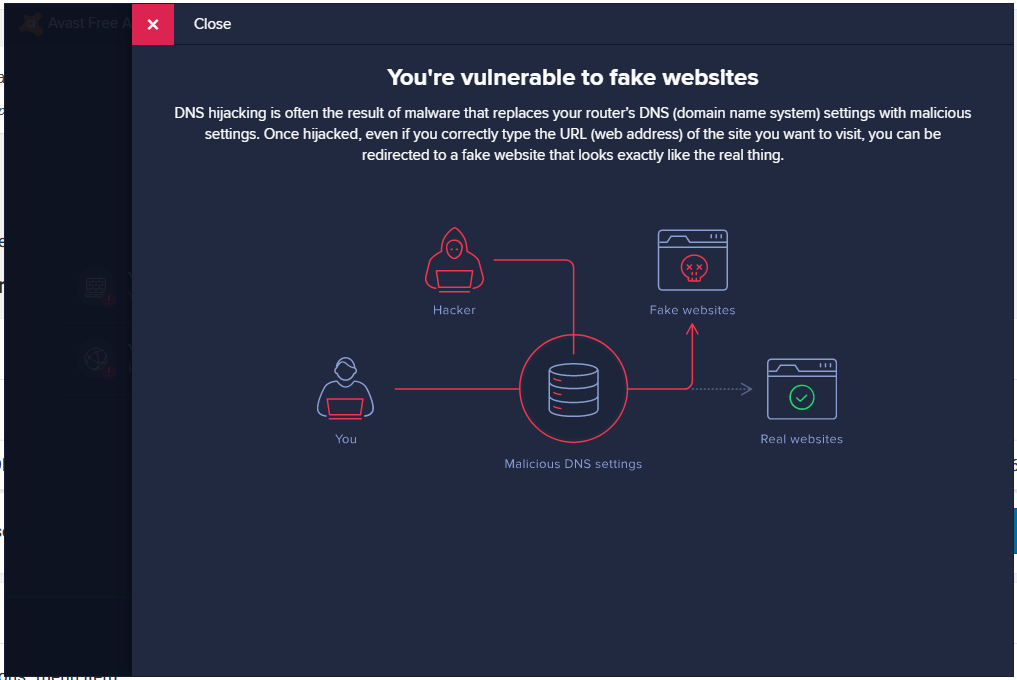 Avast Free A
Close
You're vulnerable to fake websites
DNS hijacking is often the result of malware that replaces your router's DNS (domain name system) settings with malicious
settings. Once hijacked, even if you correctly type the URL (web address) of the site you want to visit, you can be
redirected to a fake website that looks exactly like the real thing.
Hacker
Fake websites
You
Real websites
Malicious DNS settings